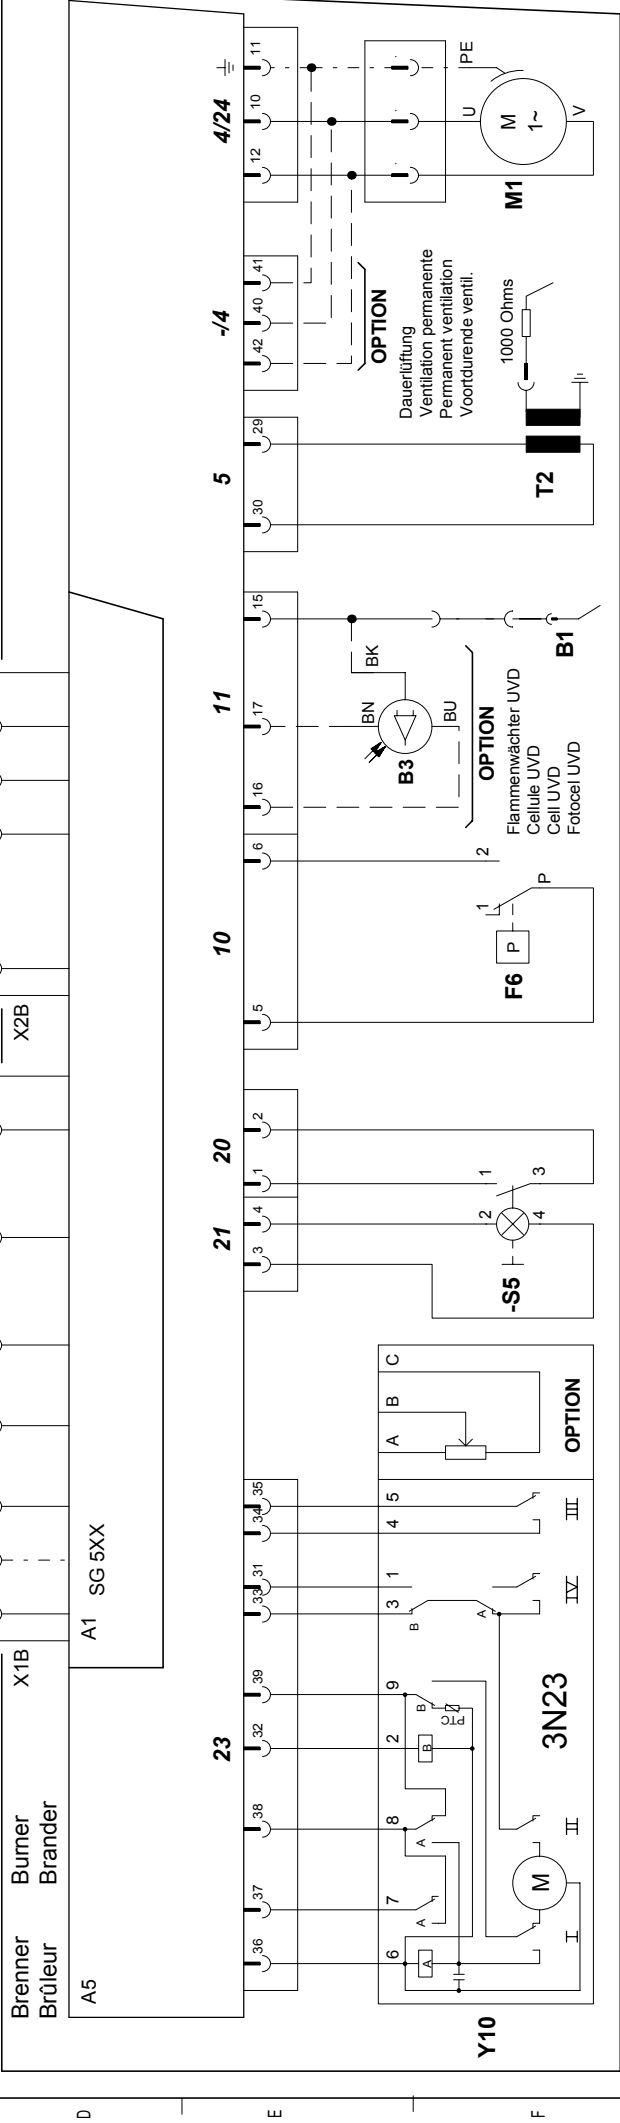 Brenner Burner
Brûleur Brander
X1B
X2B
A5
A1 SG 5XX
23
21
20
10
11
5
-/4
4/24
36
37
38
32
39
33
31
34
35
3
4
1
2
5
6
16
17
15
30
29
42
40
41
12
10
11
6
7
8
2
9
3
1
4
5
A
B
C
A
A
A
B
B
PTC
B
A
M
I
II
IV
III
3N23
Y10
OPTION
-S5
2
1
4
3
F6
P
1
2
P
B3
BN
BK
BU
B1
OPTION
Flammenwächter UVD
Cellule UVD
Cell UVD
Fotocel UVD
T2
1000 Ohms
OPTION
Dauerlüftung
Ventilation permanente
Permanent ventilation
Voortdurende ventil.
PE
U
V
M
1~
M1
D
E
F